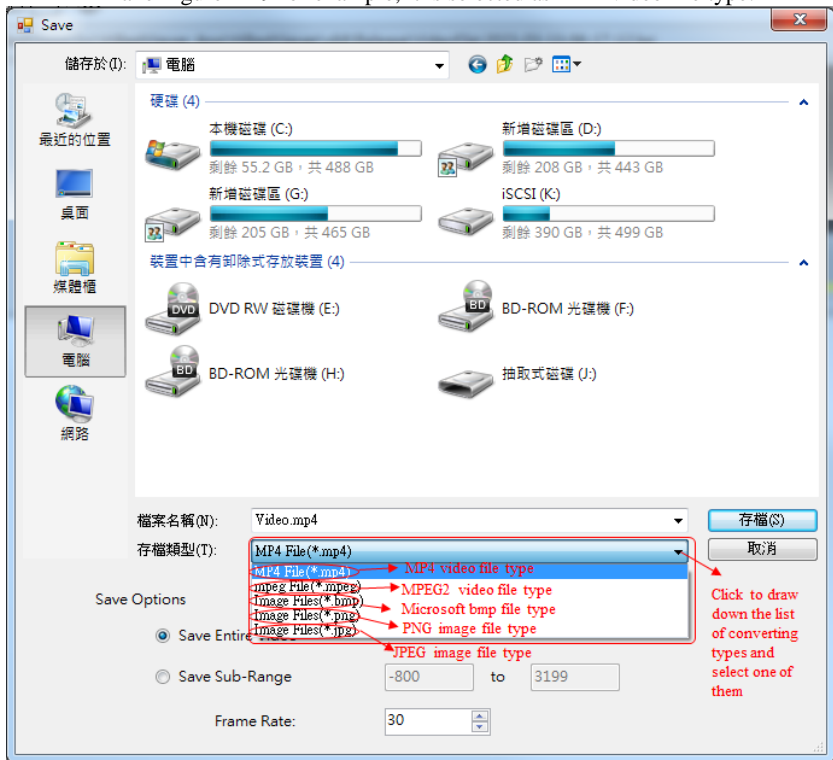 Save
儲存於(I):
電腦
最近的位置
桌面
媒體櫃
電腦
網路
硬碟 (4)
本機磁碟 (C:)
剩餘 55.2 GB，共 488 GB
新增磁碟區 (D:)
剩餘 208 GB，共 443 GB
新增磁碟區 (G:)
剩餘 205 GB，共 465 GB
iSCSI (K:)
剩餘 390 GB，共 499 GB
裝置中含有卸除式存放裝置 (4)
DVD RW 磁碟機 (E:)
BD-ROM 光碟機 (F:)
BD-ROM 光碟機 (H:)
抽取式磁碟 (J:)
檔案名稱(N):
Video.mp4
存檔(S)
存檔類型(T):
MP4 File(*.mp4)
取消
MP4 File(*.mp4)
MP4 video file type
mpeg File(*.mpeg)
MPEG2 video file type
Image Files(*.bmp)
Microsoft bmp file type
Image Files(*.png)
PNG image file type
Image Files(*.jpg)
JPEG image file type
Click to draw
down the list
of converting
types and
select one of
them
Save Options
Save Entire
Save Sub-Range
-800
to
3199
Frame Rate:
30